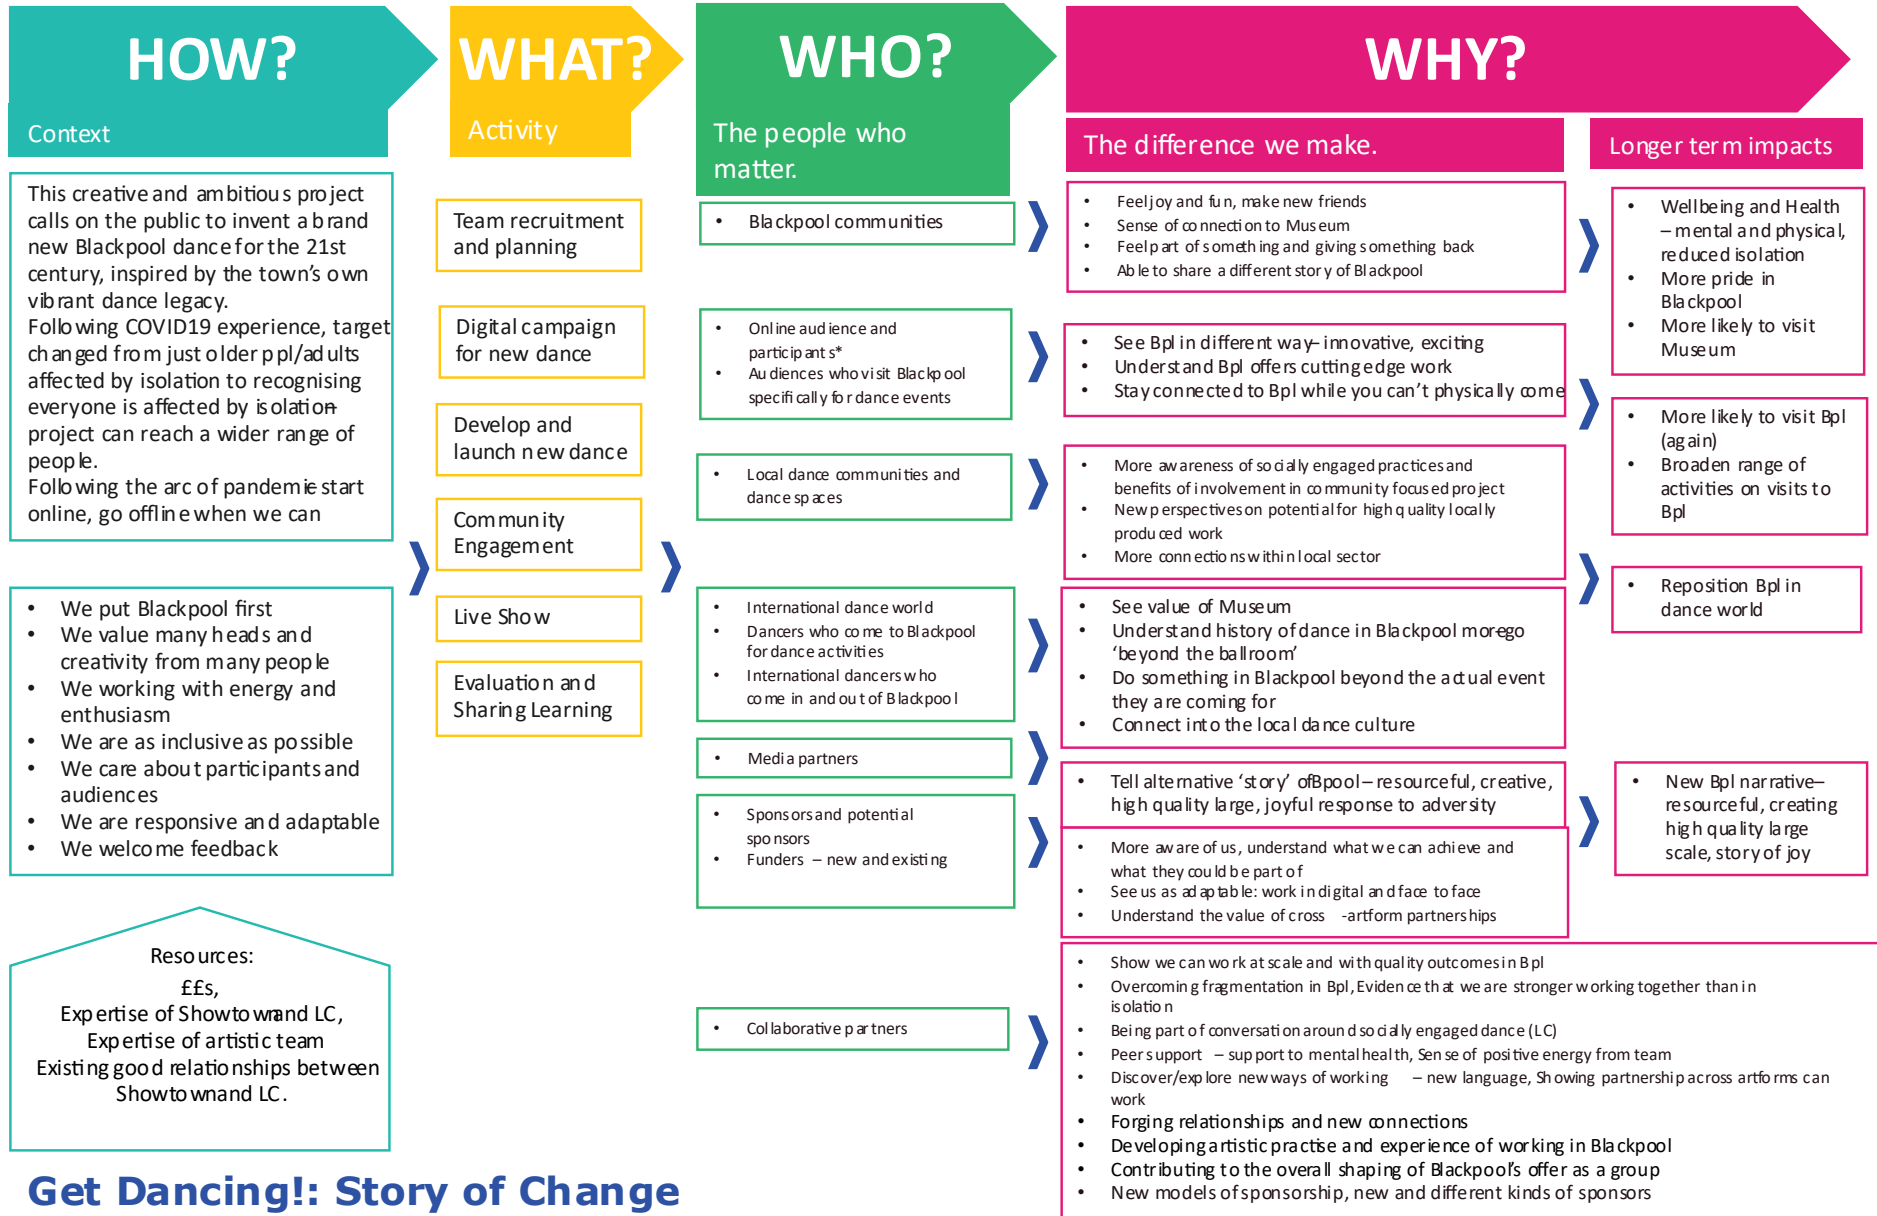 HOW?
Context
This creative and ambitious project
calls on the public to invent a brand
new Blackpool dance for the 21st
century, inspired by the town's own
vibrant dance legacy.
Following COVID19 experience, target
changed from just older ppl/adults
affected by isolation to recognising
everyone is affected by isolation–
project can reach a wider range of
people.
Following the arc of pandemic–start
online, go offline when we can
• We put Blackpool first
• We value many heads and
creativity from many people
• We working with energy and
enthusiasm
• We are as inclusive as possible
• We care about participants and
audiences
• We are responsive and adaptable
• We welcome feedback
Resources:
££s,
Expertise of Showtown and LC,
Expertise of artistic team
Existing good relationships between
Showtown and LC.
WHAT?
Activity
Team recruitment
and planning
Digital campaign
for new dance
Develop and
launch new dance
Community
Engagement
Live Show
Evaluation and
Sharing Learning
WHO?
The people who
matter.
• Blackpool communities
• Online audience and
participants*
• Audiences who visit Blackpool
specifically for dance events
• Local dance communities and
dance spaces
• International dance world
• Dancers who come to Blackpool
for dance activities
• International dancers who
come in and out of Blackpool
• Media partners
• Sponsors and potential
sponsors
• Funders – new and existing
• Collaborative partners
WHY?
The difference we make.
• Feel joy and fun, make new friends
• Sense of connection to Museum
• Feel part of something and giving something back
• Able to share a different story of Blackpool
• See Bpl in different way– innovative, exciting
• Understand Bpl offers cutting edge work
• Stay connected to Bpl while you can't physically come
• More awareness of socially engaged practices and
benefits of involvement in community focused project
• New perspectives on potential for high quality locally
produced work
• More connections within local sector
• See value of Museum
• Understand history of dance in Blackpool more–go
'beyond the ballroom'
• Do something in Blackpool beyond the actual event
they are coming for
• Connect into the local dance culture
• Tell alternative 'story' of Bpool – resourceful, creative,
high quality large, joyful response to adversity
• More aware of us, understand what we can achieve and
what they could be part of
• See us as adaptable: work in digital and face to face
• Understand the value of cross -artform partnerships
• Show we can work at scale and with quality outcomes in Bpl
• Overcoming fragmentation in Bpl, Evidence that we are stronger working together than in
isolation
• Being part of conversation around socially engaged dance (LC)
• Peer support – support to mental health, Sense of positive energy from team
• Discover/explore new ways of working – new language, Showing partnership across artforms can
work
• Forging relationships and new connections
• Developing artistic practise and experience of working in Blackpool
• Contributing to the overall shaping of Blackpool's offer as a group
• New models of sponsorship, new and different kinds of sponsors
Longer term impacts
• Wellbeing and Health
– mental and physical,
reduced isolation
• More pride in
Blackpool
• More likely to visit
Museum
• More likely to visit Bpl
(again)
• Broaden range of
activities on visits to
Bpl
• Reposition Bpl in
dance world
• New Bpl narrative–
resourceful, creating
high quality large
scale, story of joy
Get Dancing!: Story of Change